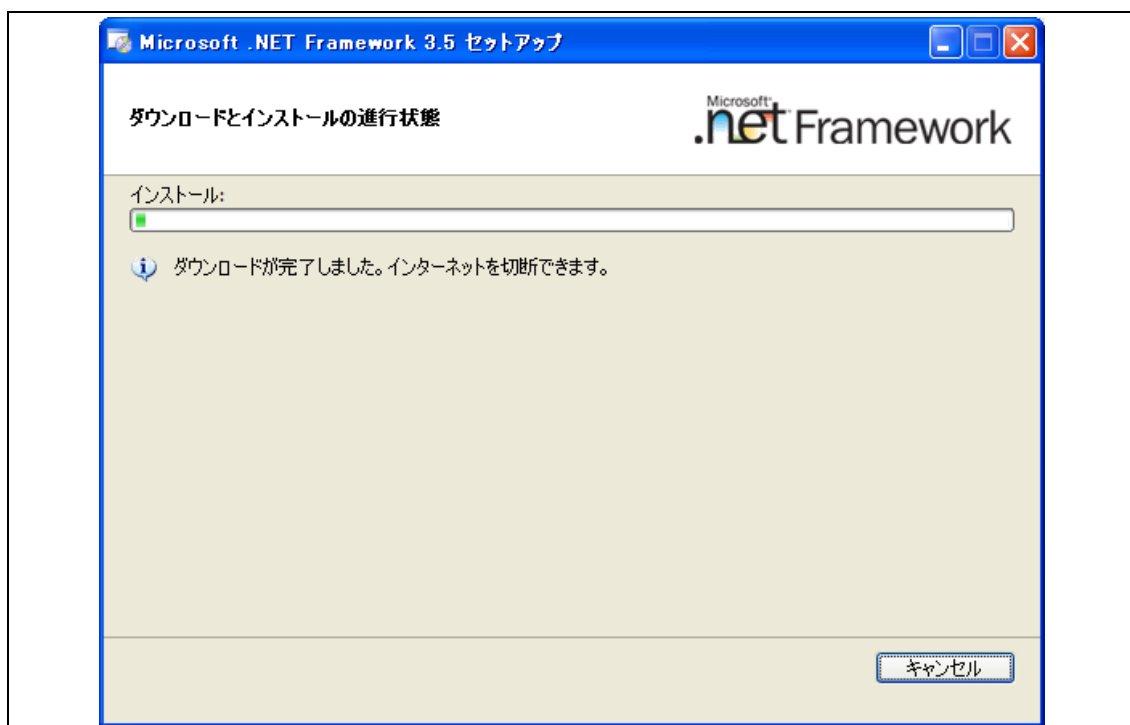 Microsoft .NET Framework 3.5 セットアップ
ダウンロードとインストールの進行状態
Microsoft
.net Framework
インストール:
ダウンロードが完了しました。インターネットを切断できます。
キャンセル